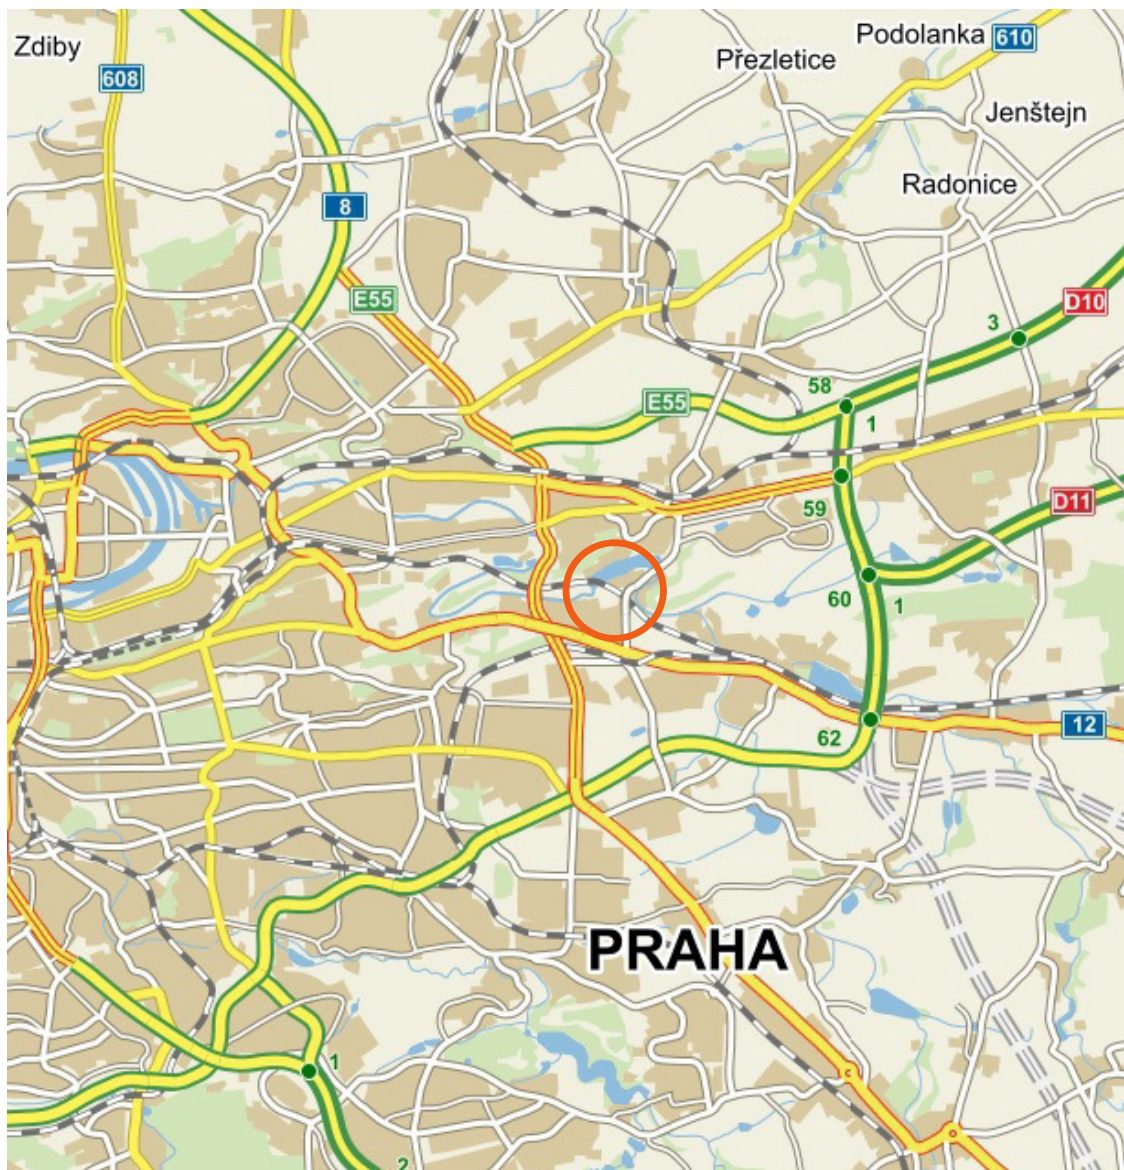 Zdiby
608
Podolanka
610
Přezletice
Jenštejn
Radonice
8
E55
D10
3
58
E55
1
59
D11
60
1
62
12
PRAHA
1
2